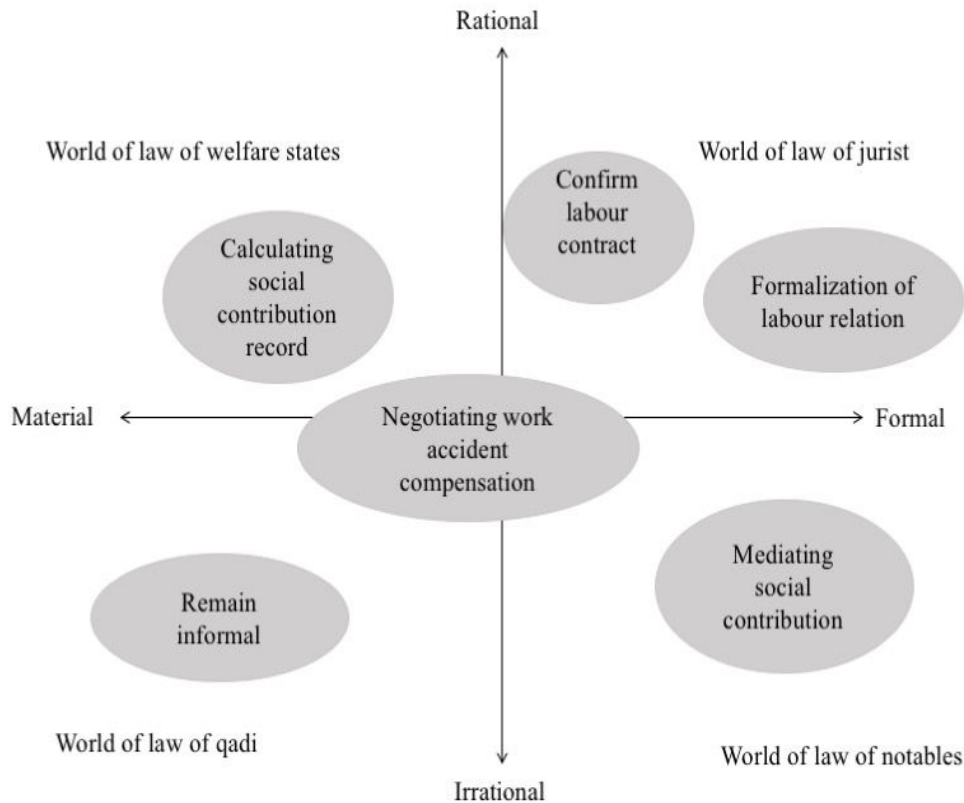 Rational
World of law of welfare states
World of law of jurist
Confirm
labour
contract
Calculating
social
contribution
record
Formalization of
labour relation
Material
Negotiating work
accident
compensation
Formal
Remain
informal
Mediating
social
contribution
World of law of qadi
World of law of notables
Irrational